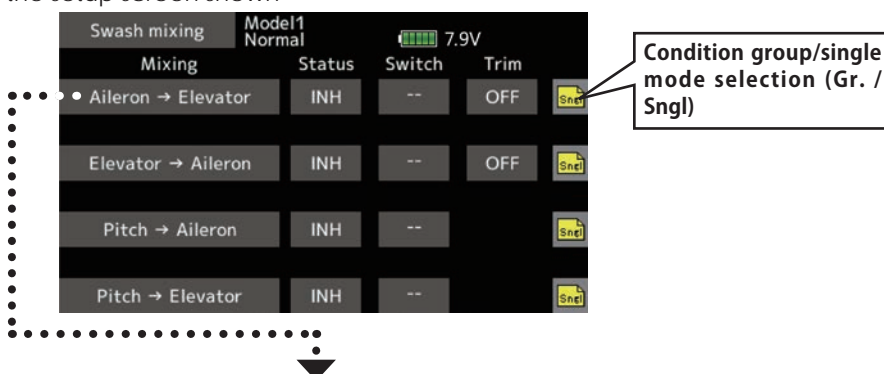 the setup screen shown
Swash mixing
Model1
Normal
7.9V
Mixing Status Switch Trim
Aileron → Elevator INH -- OFF Sngl
Elevator → Aileron INH -- OFF Sngl
Pitch → Aileron INH -- Sngl
Pitch → Elevator INH -- Sngl
Condition group/single
mode selection (Gr. /
Sngl)